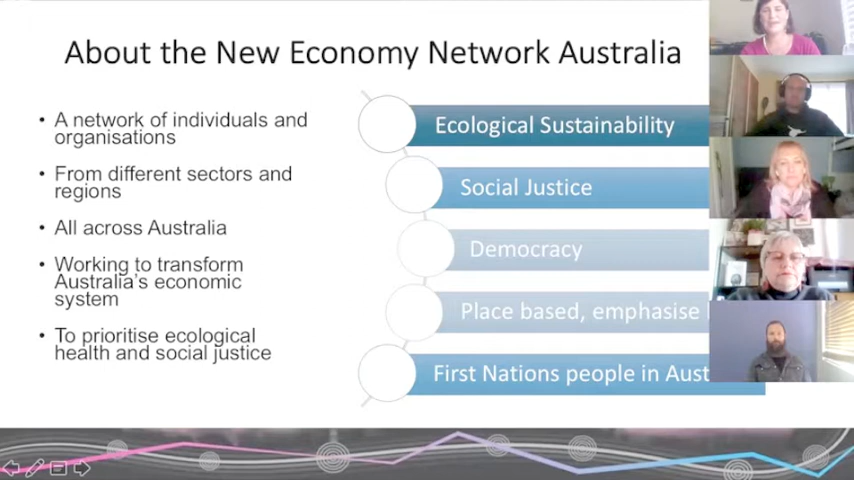 About the New Economy Network Australia
• A network of individuals and
organisations
• From different sectors and
regions
• All across Australia
• Working to transform
Australia's economic
system
• To prioritise ecological
health and social justice
Ecological Sustainability
Social Justice
Democracy
Place based, emphasise
First Nations people in Aust